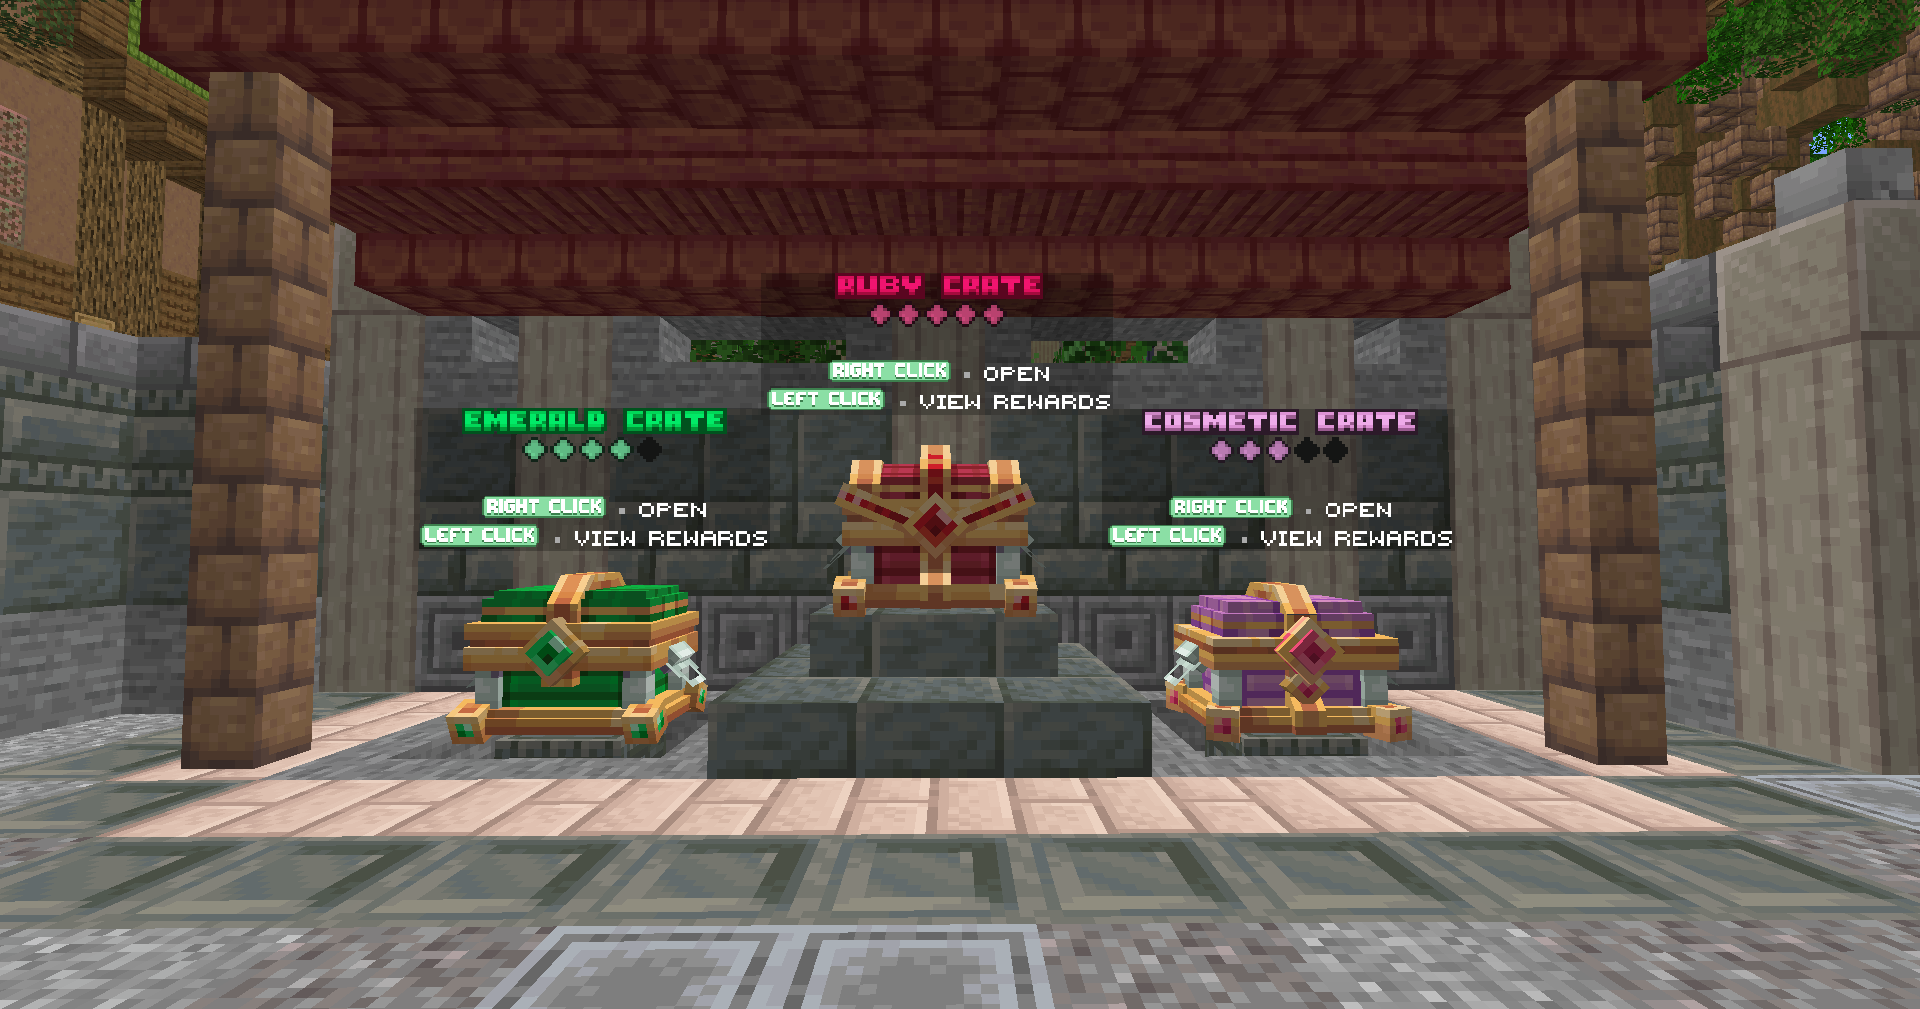 RUBY CRATE
RIGHT CLICK · OPEN
LEFT CLICK · VIEW REWARDS
EMERALD CRATE
RIGHT CLICK · OPEN
LEFT CLICK · VIEW REWARDS
COSMETIC CRATE
RIGHT CLICK · OPEN
LEFT CLICK · VIEW REWARDS